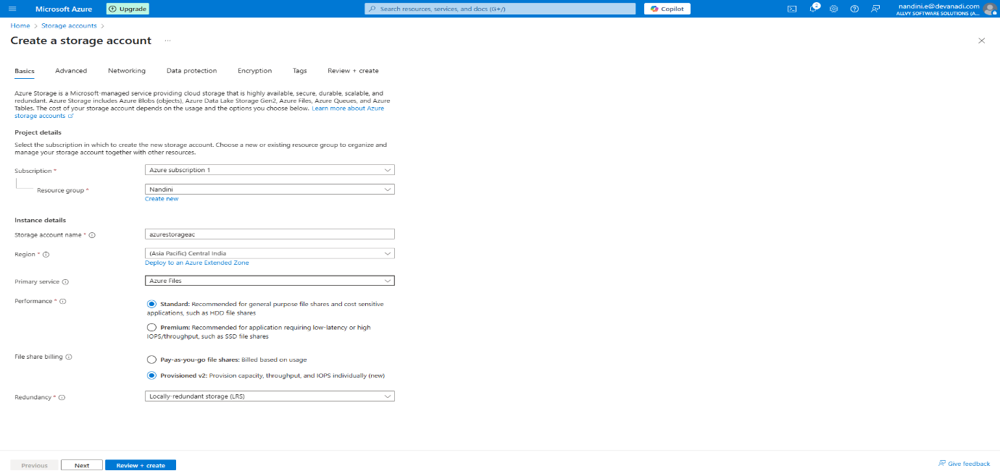 Microsoft Azure
Upgrade
Search resources, services, and docs (G+/)
Copilot
2
nandini.e@devanadi.com
ALLVY SOFTWARE SOLUTIONS (A...
Home > Storage accounts >
Create a storage account ...
Basics Advanced Networking Data protection Encryption Tags Review + create
Azure Storage is a Microsoft-managed service providing cloud storage that is highly available, secure, durable, scalable, and
redundant. Azure Storage includes Azure Blobs (objects), Azure Data Lake Storage Gen2, Azure Files, Azure Queues, and Azure
Tables. The cost of your storage account depends on the usage and the options you choose below. Learn more about Azure
storage accounts
Project details
Select the subscription in which to create the new storage account. Choose a new or existing resource group to organize and
manage your storage account together with other resources.
Subscription * Azure subscription 1
Resource group * Nandini
Create new
Instance details
Storage account name * azurestorageac
Region * (Asia Pacific) Central India
Deploy to an Azure Extended Zone
Primary service Azure Files
Performance * Standard: Recommended for general purpose file shares and cost sensitive
applications, such as HDD file shares
Premium: Recommended for application requiring low-latency or high
IOPS/throughput, such as SSD file shares
File share billing Pay-as-you-go file shares: Billed based on usage
Provisioned v2: Provision capacity, throughput, and IOPS individually (new)
Redundancy * Locally-redundant storage (LRS)
Previous Next Review + create Give feedback